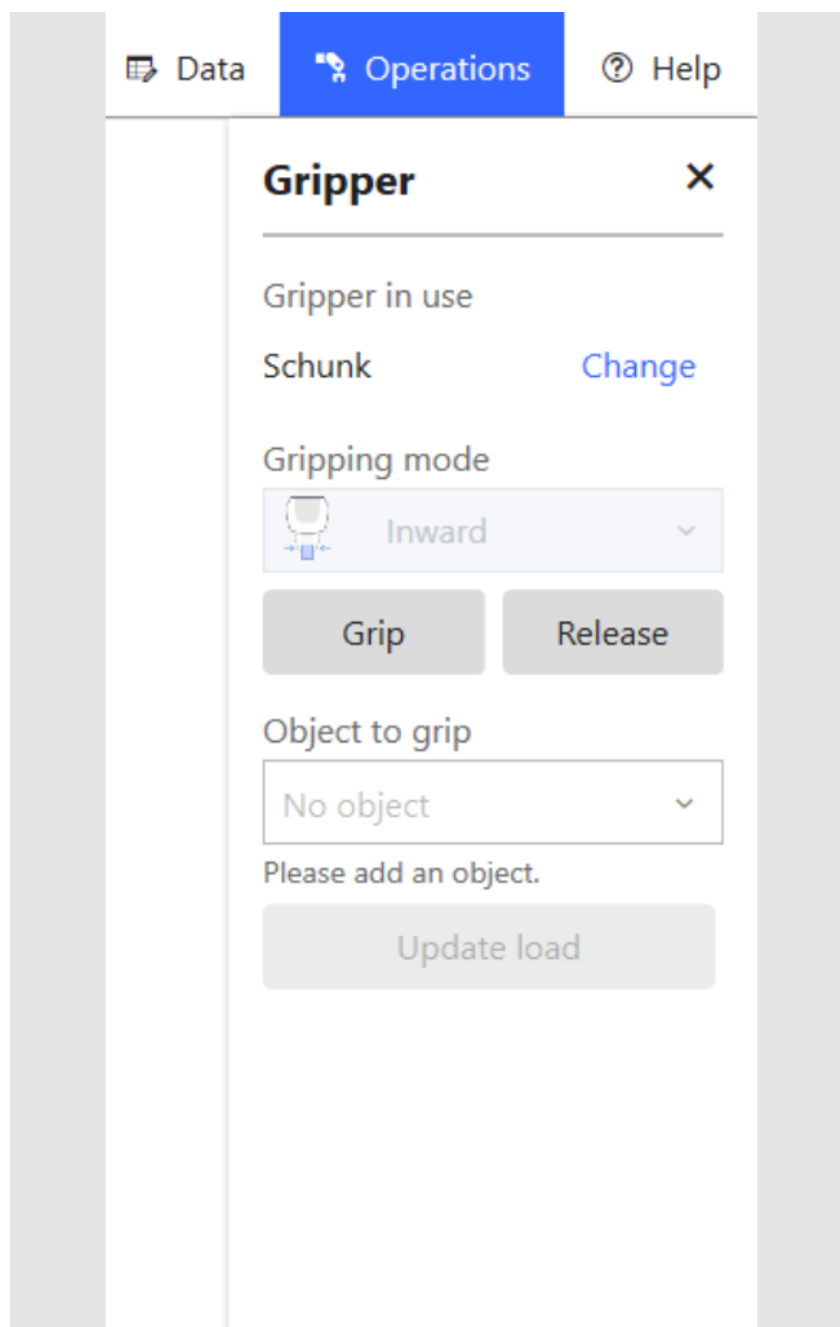 Data Operations Help
Gripper
Gripper in use
Schunk Change
Gripping mode
Inward
Grip Release
Object to grip
No object
Please add an object.
Update load